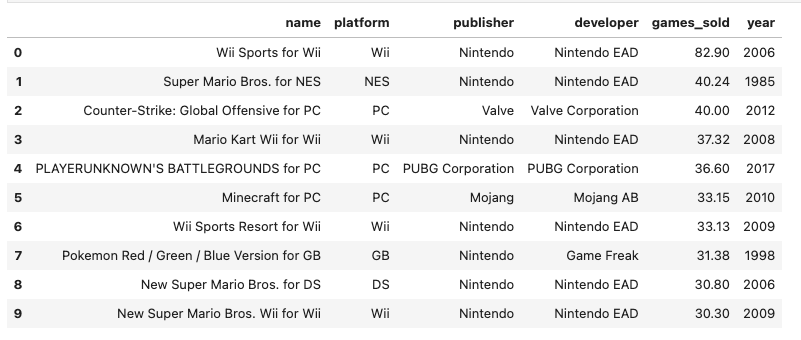 name platform publisher developer games_sold year
0 Wii Sports for Wii Wii Nintendo Nintendo EAD 82.90 2006
1 Super Mario Bros. for NES NES Nintendo Nintendo EAD 40.24 1985
2 Counter-Strike: Global Offensive for PC PC Valve Valve Corporation 40.00 2012
3 Mario Kart Wii for Wii Wii Nintendo Nintendo EAD 37.32 2008
4 PLAYERUNKNOWN'S BATTLEGROUNDS for PC PC PUBG Corporation PUBG Corporation 36.60 2017
5 Minecraft for PC PC Mojang Mojang AB 33.15 2010
6 Wii Sports Resort for Wii Wii Nintendo Nintendo EAD 33.13 2009
7 Pokemon Red / Green / Blue Version for GB GB Nintendo Game Freak 31.38 1998
8 New Super Mario Bros. for DS DS Nintendo Nintendo EAD 30.80 2006
9 New Super Mario Bros. Wii for Wii Wii Nintendo Nintendo EAD 30.30 2009